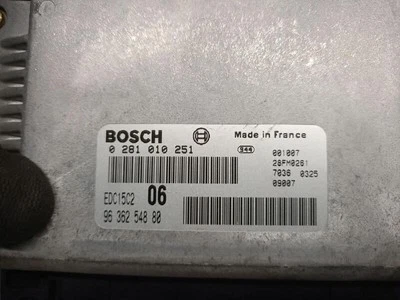 BOSCH
Made in France
0 281 010 251
544
001007
28FM0261
7036 0325
09007
EDC15C2 06
96 362 548 80